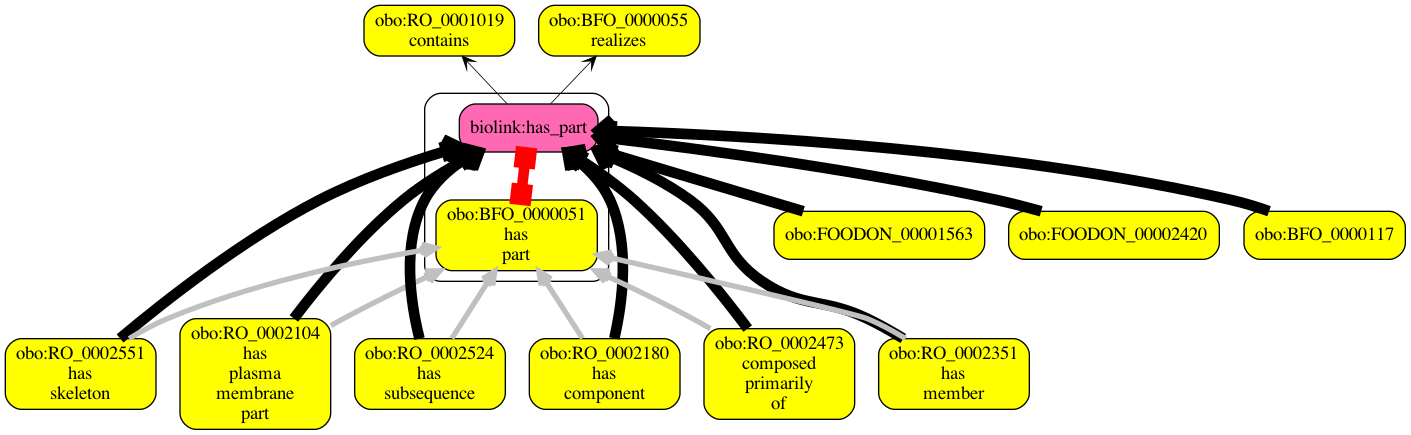 obo:RO_0001019
contains
obo:BFO_0000055
realizes
biolink:has_part
obo:BFO_0000051
has
part
obo:FOODON_00001563
obo:FOODON_00002420
obo:BFO_0000117
obo:RO_0002551
has
skeleton
obo:RO_0002104
has
plasma
membrane
part
obo:RO_0002524
has
subsequence
obo:RO_0002180
has
component
obo:RO_0002473
composed
primarily
of
obo:RO_0002351
has
member